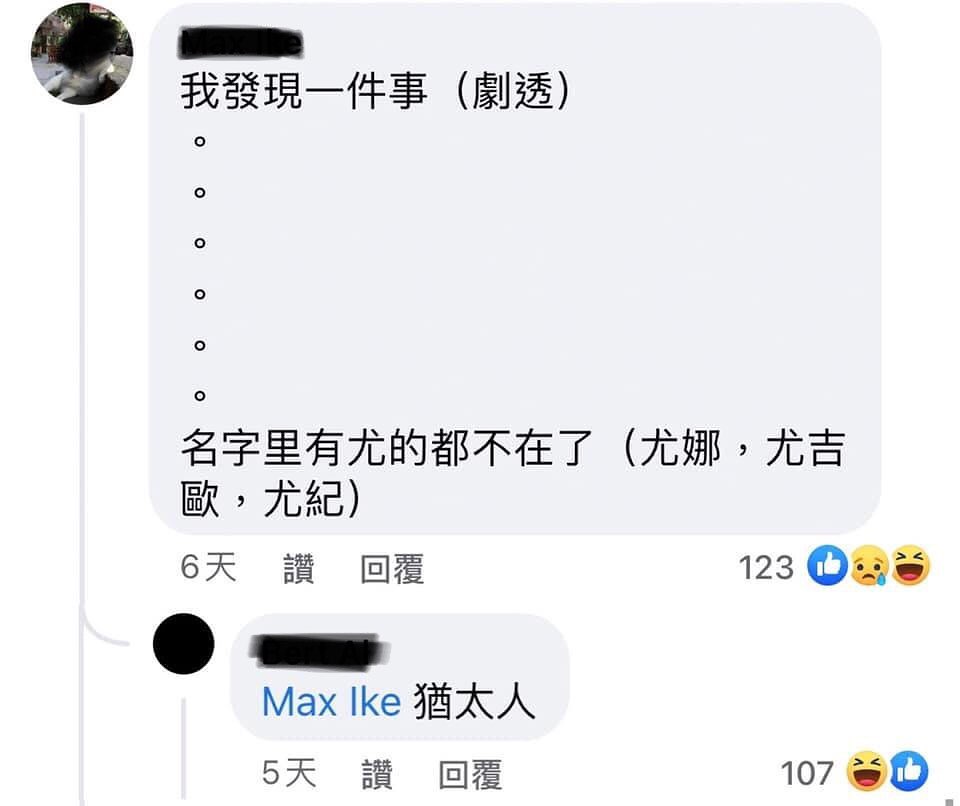 我發現一件事（劇透）
。
。
。
。
。
。
名字里有尤的都不在了（尤娜，尤吉
歐，尤紀）
6天 讚 回覆 123
Max Ike 猶太人
5天 讚 回覆 107